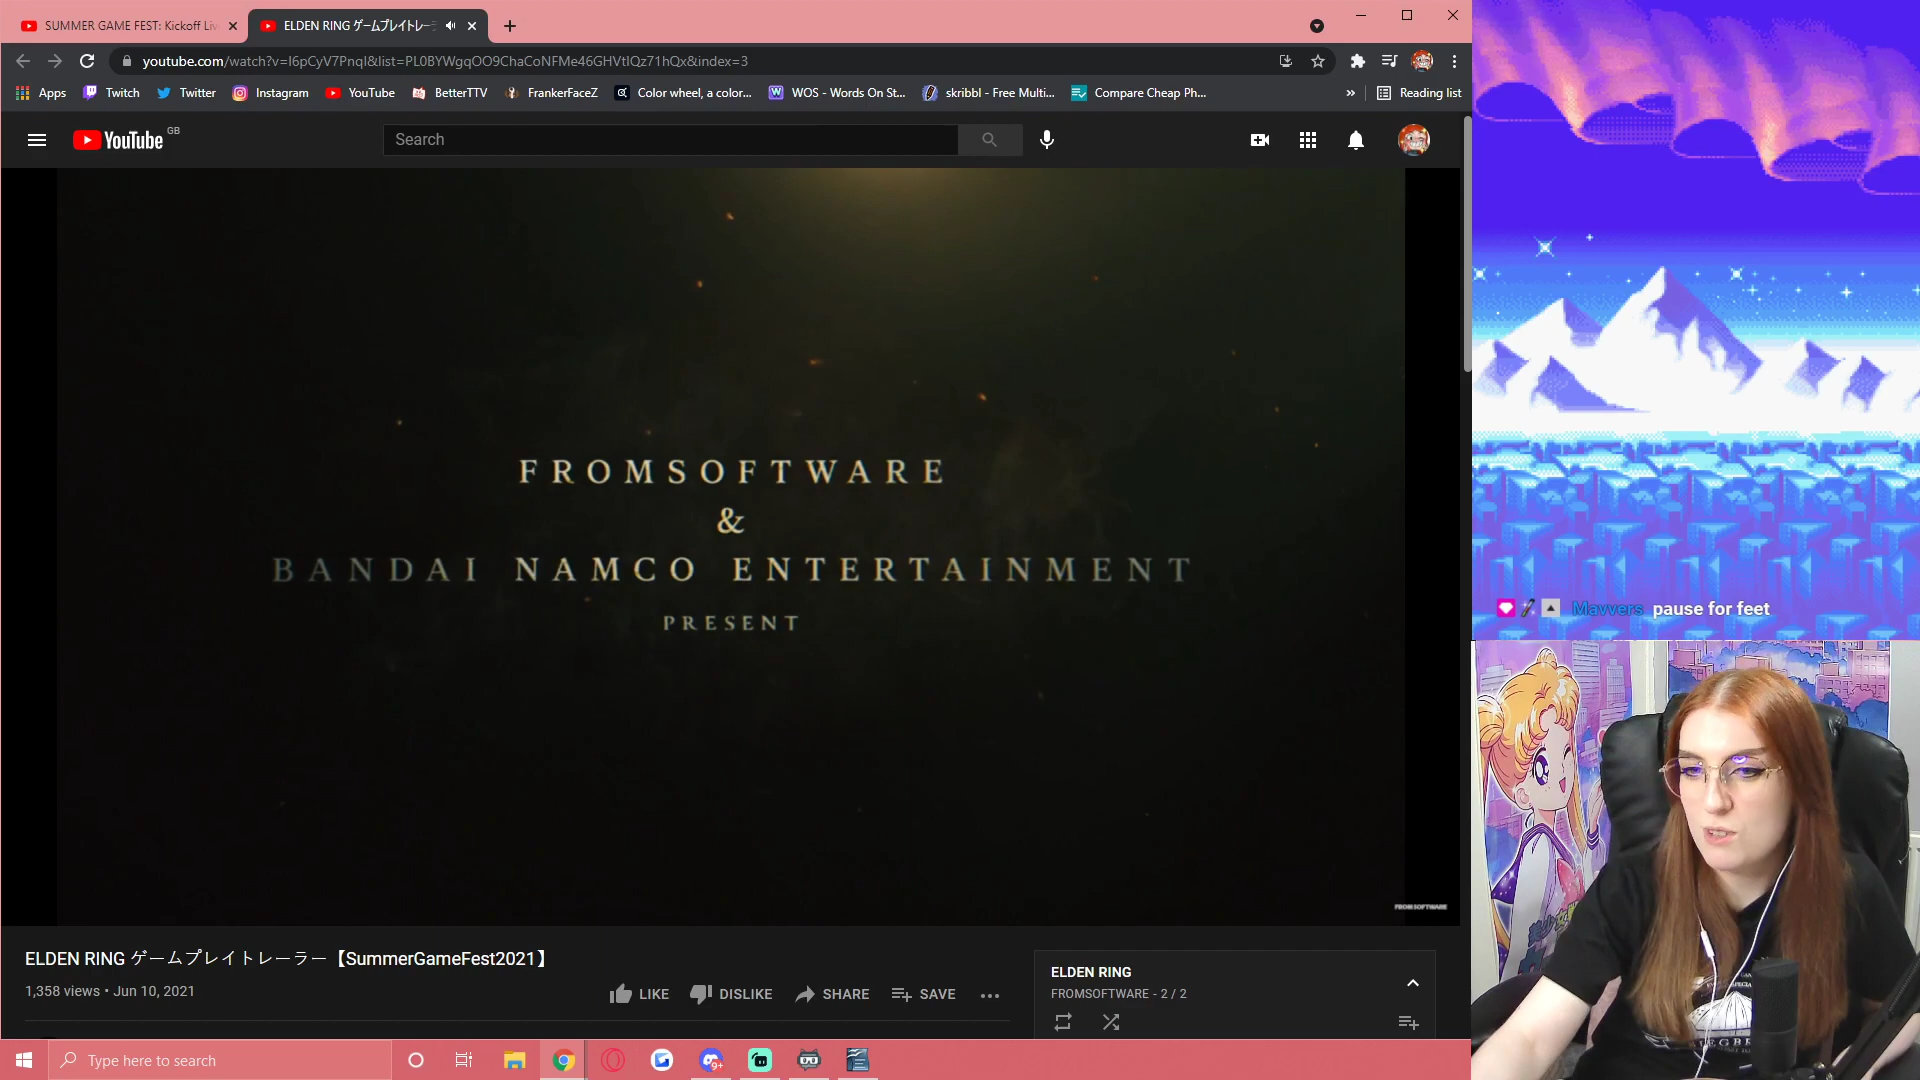 SUMMER GAME FEST: Kickoff Liv
ELDEN RING ゲームプレイトレーラ
youtube.com/watch?v=I6pCyV7PnqI&list=PL0BYWgqOO9ChaCoNFMe46GHVtIQz71hQx&index=3
Apps Twitch Twitter Instagram YouTube BetterTTV FrankerFaceZ Color wheel, a color... WOS - Words On St... skribbl - Free Multi... Compare Cheap Ph... » Reading list
YouTube GB
Search
FROMSOFTWARE
&
BANDAI NAMCO ENTERTAINMENT
PRESENT
FROMSOFTWARE
Mavvers pause for feet
ELDEN RING ゲームプレイトレーラー【SummerGameFest2021】
1,358 views • Jun 10, 2021
LIKE DISLIKE SHARE SAVE ...
ELDEN RING
FROMSOFTWARE - 2 / 2
Type here to search
9+